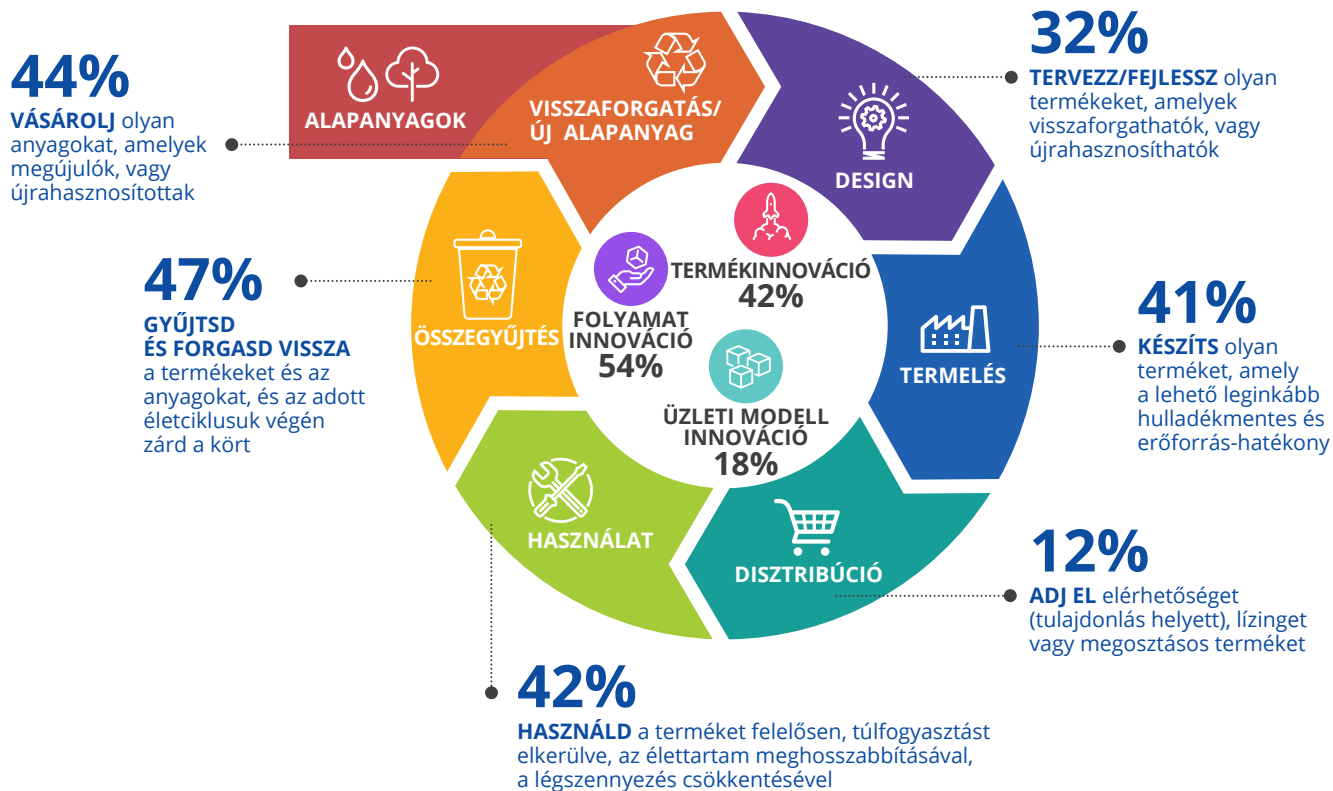 44%
VÁSÁROLJ olyan
anyagokat, amelyek
megújulók, vagy
újrahasznosítottak
ALAPANYAGOK
VISSZAFORGATÁS/
ÚJ ALAPANYAG
DESIGN
32%
TERVEZZ/FEJLESSZ olyan
termékeket, amelyek
visszaforgathatók, vagy
újrahasznosíthatók
47%
GYŰJTSD
ÉS FORGASD VISSZA
a termékeket és az
anyagokat, és az adott
életciklusuk végén
zárd a kört
ÖSSZEGYŰJTÉS
TERMÉKINNOVÁCIÓ
42%
FOLYAMAT
INNOVÁCIÓ
54%
ÜZLETI MODELL
INNOVÁCIÓ
18%
TERMELÉS
41%
KÉSZÍTS olyan
terméket, amely
a lehető leginkább
hulladékmentes és
erőforrás-hatékony
HASZNÁLAT
DISZTRIBÚCIÓ
12%
ADJ EL elérhetőséget
(tulajdonlás helyett), lízinget
vagy megosztásos terméket
42%
HASZNÁLD a terméket felelősen, túlfogyasztást
elkerülve, az élettartam meghosszabbításával,
a légszennyezés csökkentésével